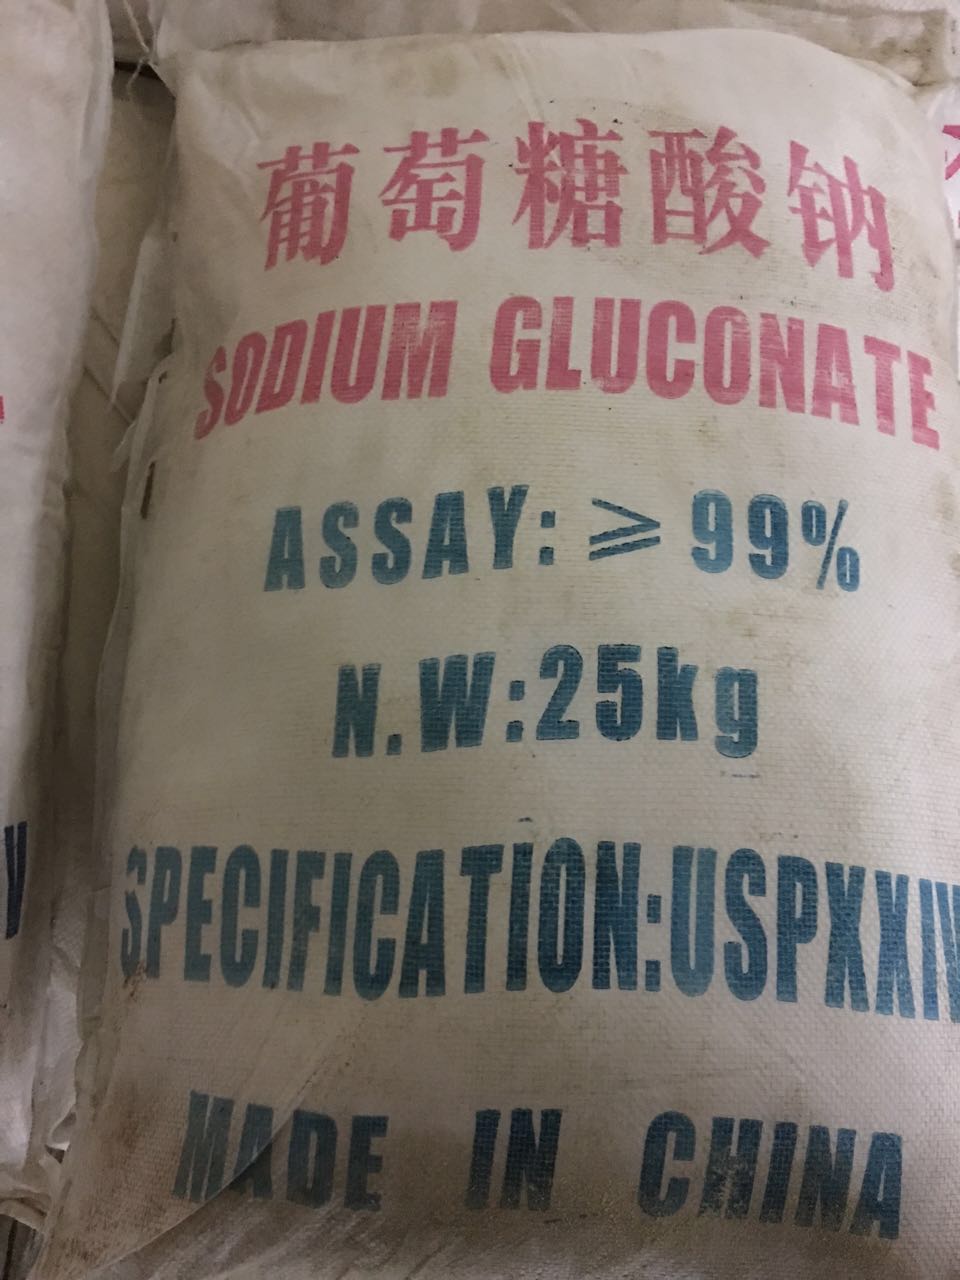 葡萄糖酸钠
SODIUM GLUCONATE
ASSAY: ⩾ 99%
N.W:25kg
SPECIFICATION:USPXXIV
MADE IN CHINA